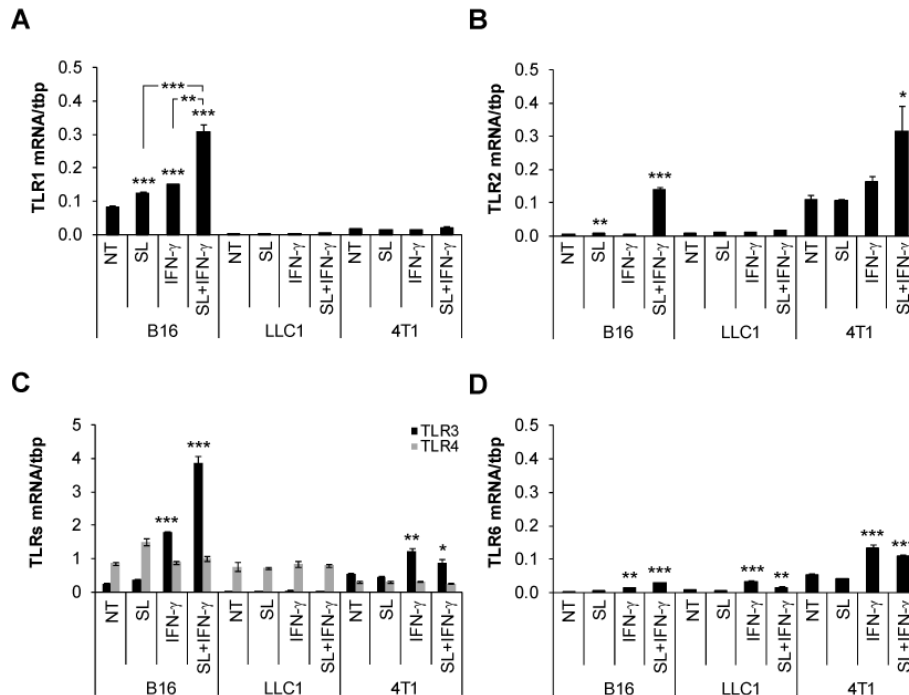 A
TLR1 mRNA/tbp
0.5
0.4
0.3
0.2
0.1
0.0
***
**
***
***
***
NT
SL
IFN-γ
SL+IFN-γ
NT
SL
IFN-γ
SL+IFN-γ
NT
SL
IFN-γ
SL+IFN-γ
B16
LLC1
4T1
B
TLR2 mRNA/tbp
0.5
0.4
0.3
0.2
0.1
0.0
**
***
*
NT
SL
IFN-γ
SL+IFN-γ
NT
SL
IFN-γ
SL+IFN-γ
NT
SL
IFN-γ
SL+IFN-γ
B16
LLC1
4T1
C
TLRs mRNA/tbp
5
4
3
2
1
0
TLR3
TLR4
***
***
**
*
NT
SL
IFN-γ
SL+IFN-γ
NT
SL
IFN-γ
SL+IFN-γ
NT
SL
IFN-γ
SL+IFN-γ
B16
LLC1
4T1
D
TLR6 mRNA/tbp
0.5
0.4
0.3
0.2
0.1
0.0
**
***
***
**
***
***
NT
SL
IFN-γ
SL+IFN-γ
NT
SL
IFN-γ
SL+IFN-γ
NT
SL
IFN-γ
SL+IFN-γ
B16
LLC1
4T1